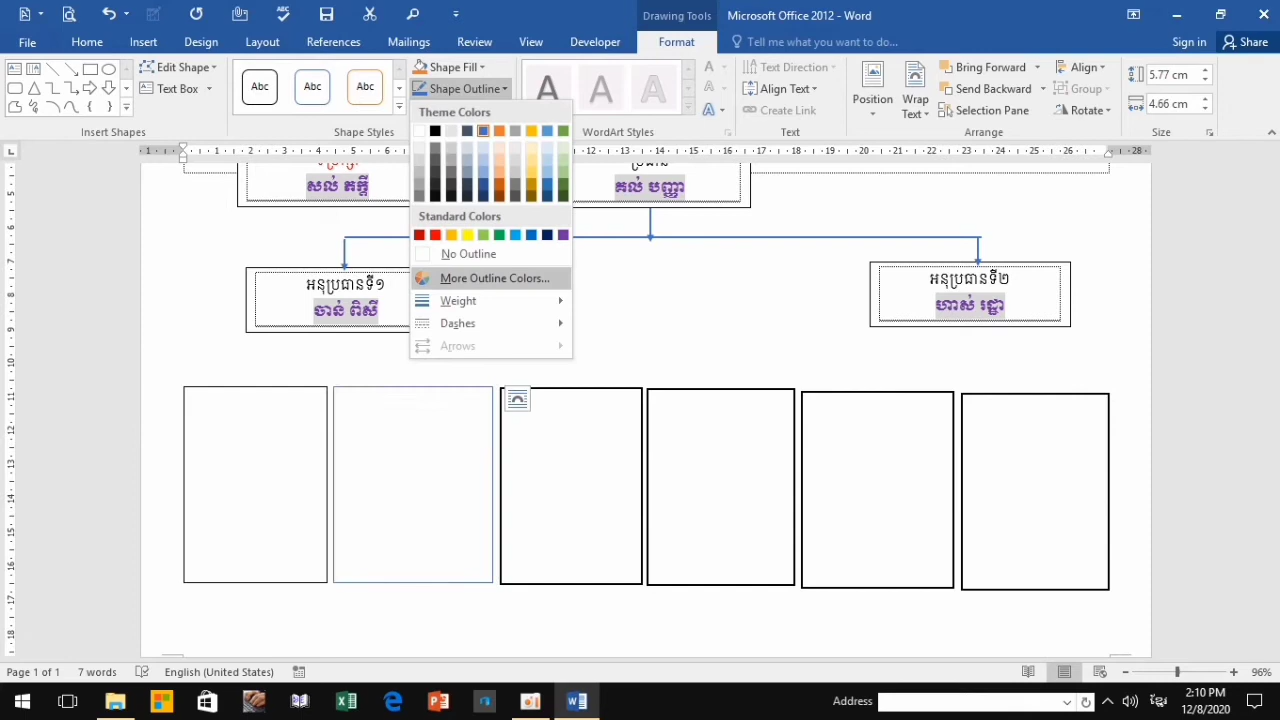 Drawing Tools
Microsoft Office 2012 - Word
File
Home
Insert
Design
Layout
References
Mailings
Review
View
Developer
Format
Tell me what you want to do...
Sign in
Share
Edit Shape
Text Box
Insert Shapes
Abc
Abc
Abc
Shape Styles
Shape Fill
Shape Outline
WordArt Styles
Text Direction
Align Text
Create Link
Text
Position
Wrap Text
Bring Forward
Send Backward
Selection Pane
Align
Group
Rotate
Arrange
5.77 cm
4.66 cm
Size
Theme Colors
Standard Colors
No Outline
More Outline Colors...
Weight
Dashes
Arrows
សល់ ភក្តី
គល់ បញ្ញា
អនុប្រធានទី១
ចាន់ ពិសី
អនុប្រធានទី២
ហាស់ រដ្ឋា
Page 1 of 1
7 words
English (United States)
96%
Address
2:10 PM
12/8/2020